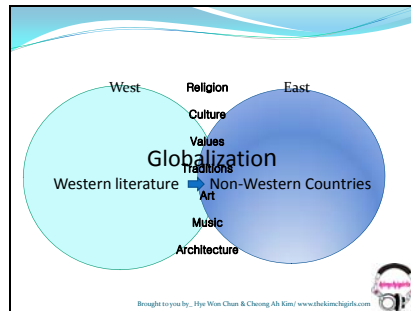 West
Religion
East
Culture
Values
Globalization
Traditions
Western literature
Non-Western Countries
Art
Music
Architecture
Brought to you by_ Hye Won Chun & Cheong Ah Kim/ www.thekimchigirls.com